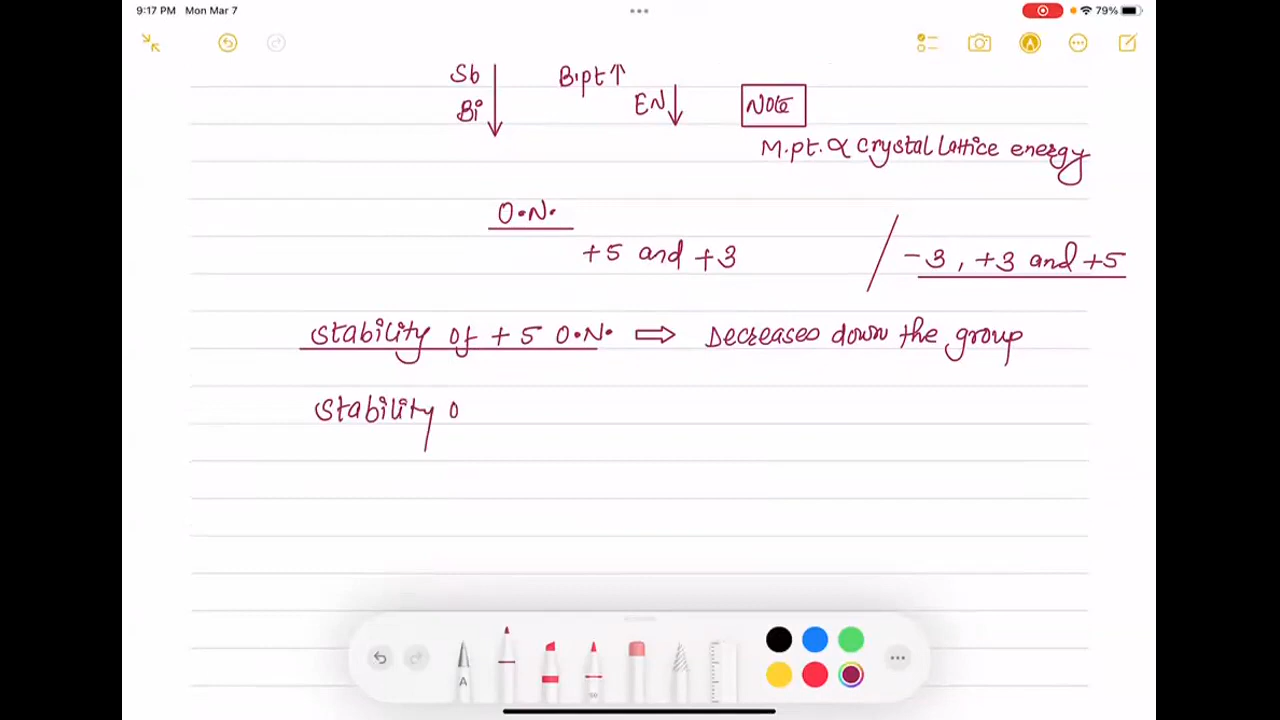 9:17 PM Mon Mar 7
79%
Sb
B.pt ↑
Bi
EN ↓
Note
M.pt. ∝ crystal lattice energy
O.N.
+5 and +3
/ -3, +3 and +5
Stability of +5 O.N. ⇒ Decreases down the group
Stability o
A
50